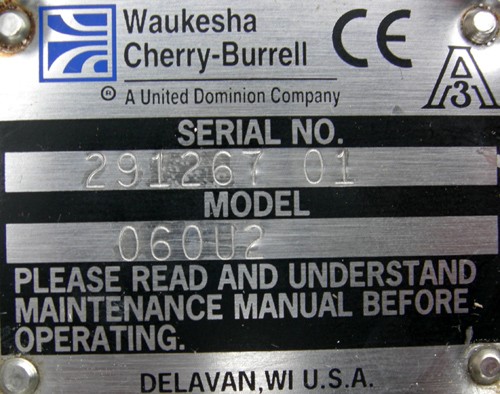 Waukesha
Cherry-Burrell
CE
A
3
® A United Dominion Company
SERIAL NO.
291267 01
MODEL
060U2
PLEASE READ AND UNDERSTAND
MAINTENANCE MANUAL BEFORE
OPERATING.
DELAVAN, WI U.S.A.